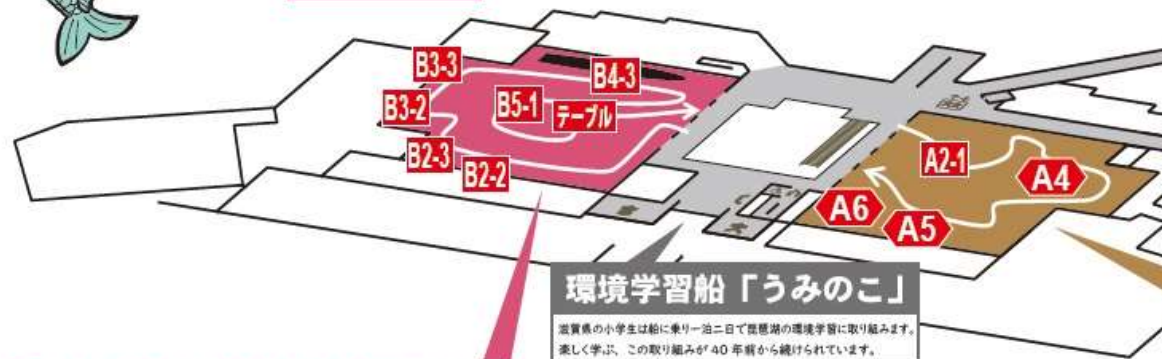 B3-3
B4-3
B3-2
B5-1
テーブル
B2-3
B2-2
A2-1
A4
A6
A5
環境学習船「うみのこ」
滋賀県の小学生は船に乗り一泊二日で琵琶湖の環境学習に取り組みます。
楽しく学ぶ、この取り組みが 40 年前から続けられています。